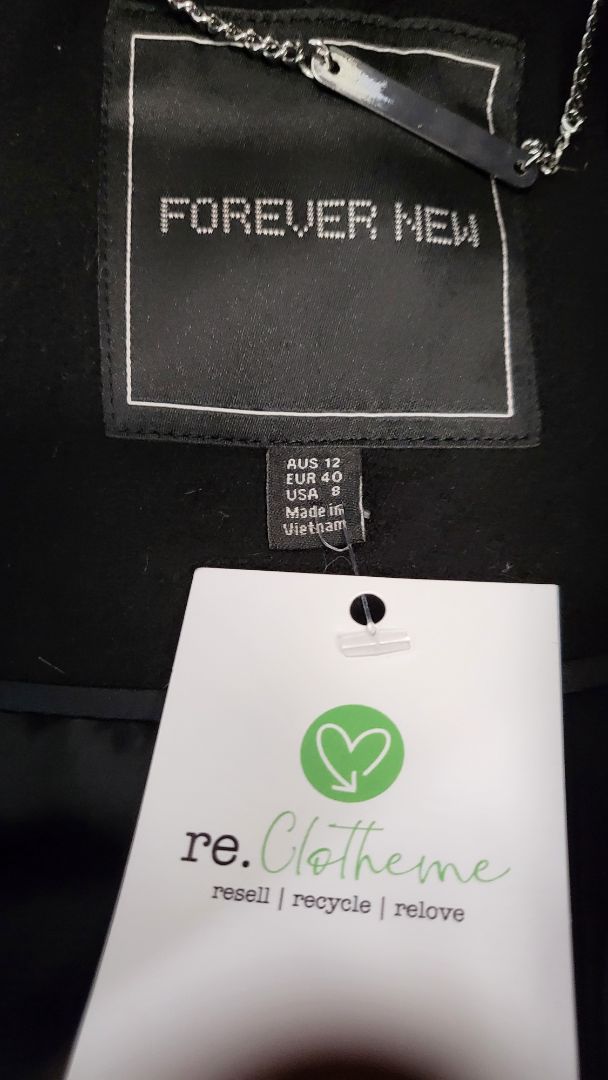 FOREVER NEW
AUS 12
EUR 40
USA 8
Made in
Vietnam
re.Clotheme
resell | recycle | relove